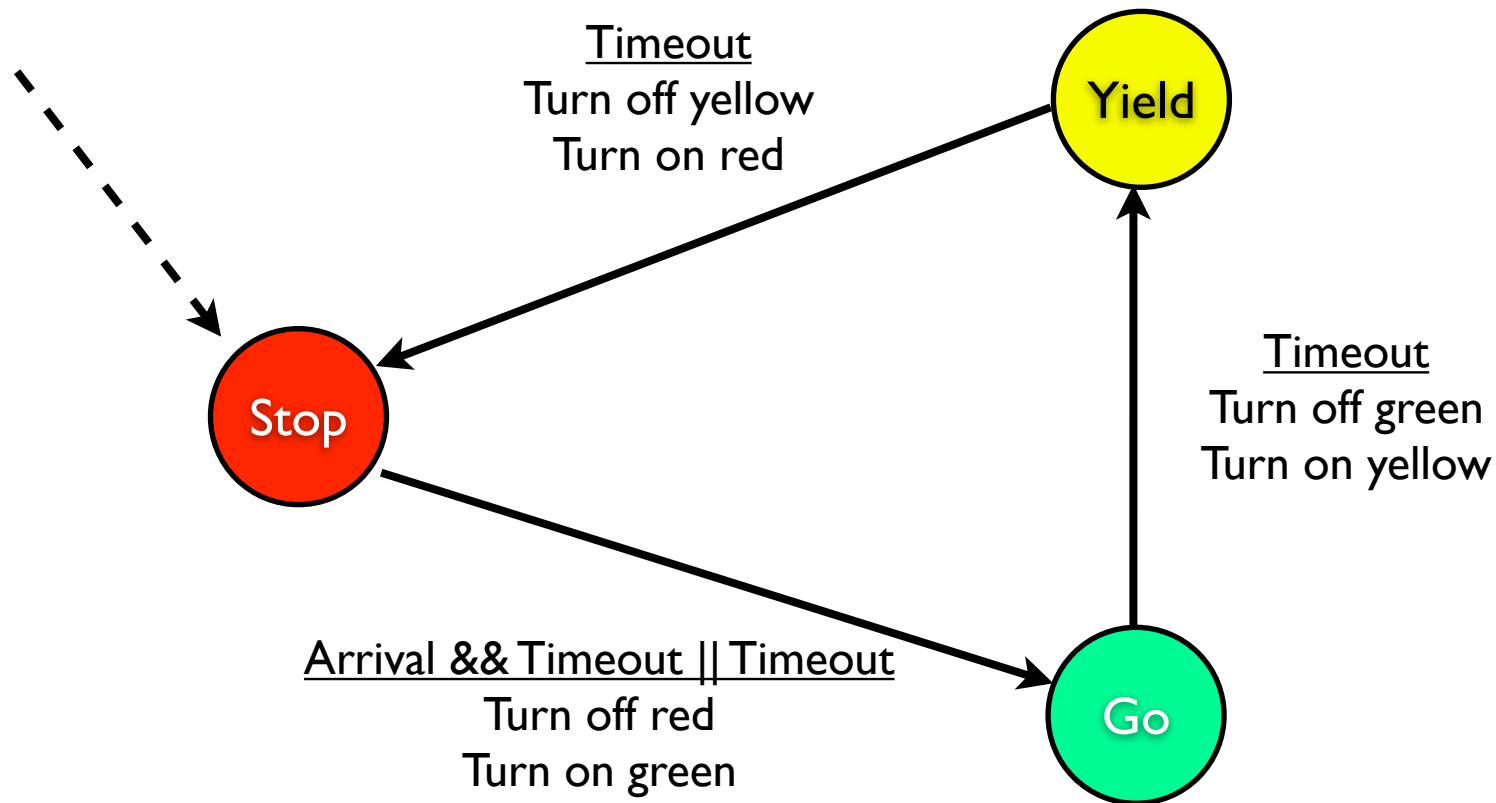 Timeout
Turn off yellow
Turn on red
Yield
Stop
Timeout
Turn off green
Turn on yellow
Arrival && Timeout || Timeout
Turn off red
Turn on green
Go